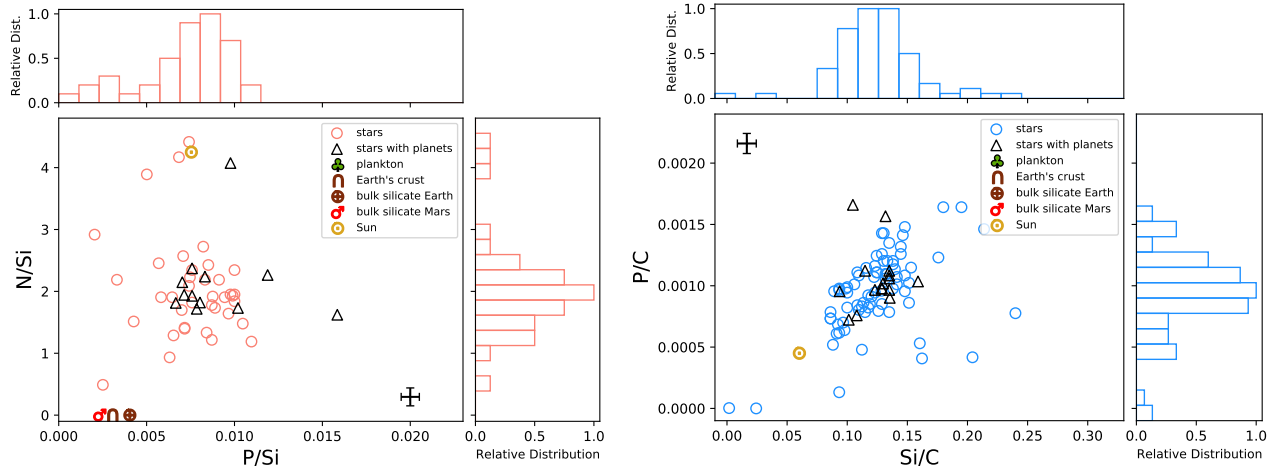 Relative Dist.
1.0
0.5
0.0
N/Si
4
3
2
1
0
stars
stars with planets
plankton
Earth's crust
bulk silicate Earth
bulk silicate Mars
Sun
0.000
0.005
0.010
0.015
0.020
P/Si
0.0
0.5
1.0
Relative Distribution
Relative Dist.
1.0
0.5
0.0
P/C
0.0020
0.0015
0.0010
0.0005
0.0000
stars
stars with planets
plankton
Earth's crust
bulk silicate Earth
bulk silicate Mars
Sun
0.00
0.10
0.15
0.20
0.30
Si/C
0.0
0.5
1.0
Relative Distribution